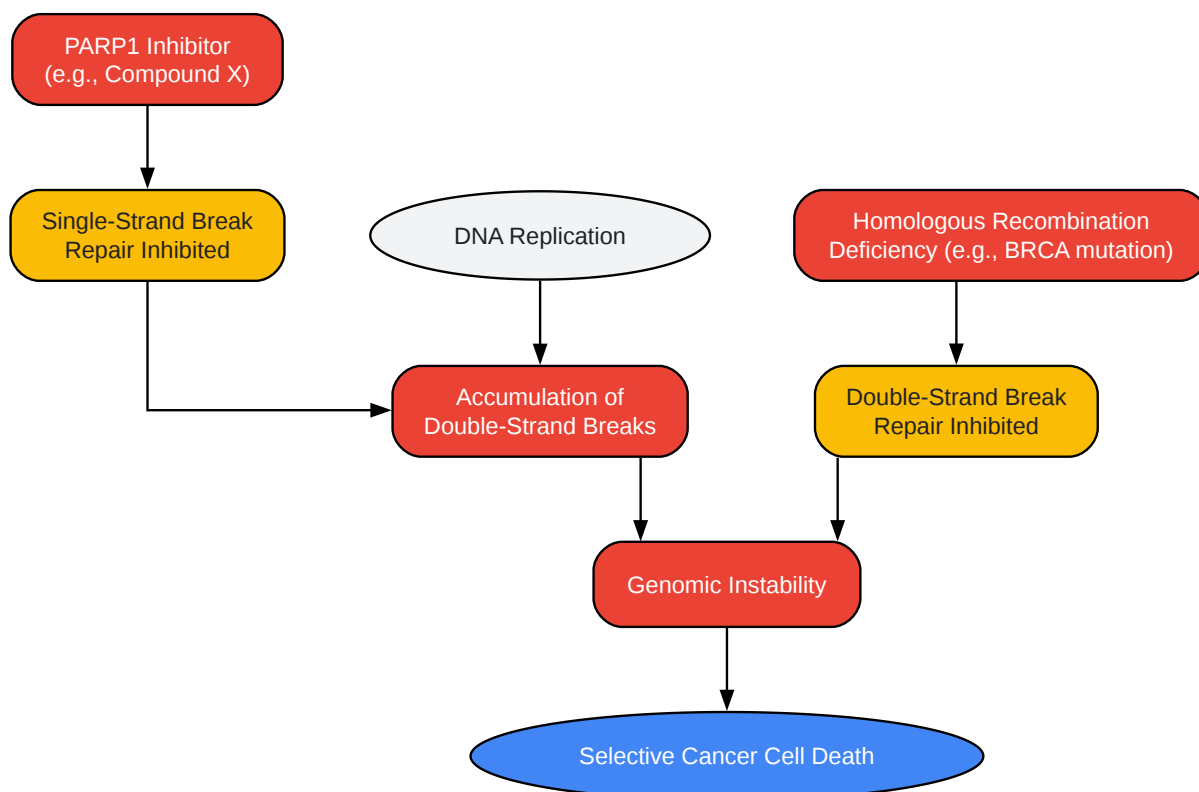 PARP1 Inhibitor
(e.g., Compound X)
Single-Strand Break
Repair Inhibited
DNA Replication
Homologous Recombination
Deficiency (e.g., BRCA mutation)
Accumulation of
Double-Strand Breaks
Double-Strand Break
Repair Inhibited
Genomic Instability
Selective Cancer Cell Death